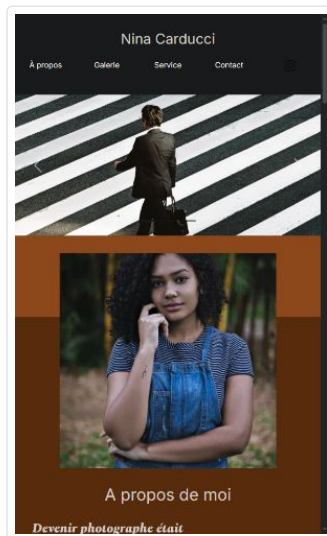 Nina Carducci
À propos Galerie Service Contact
A propos de moi
Devenir photographe était